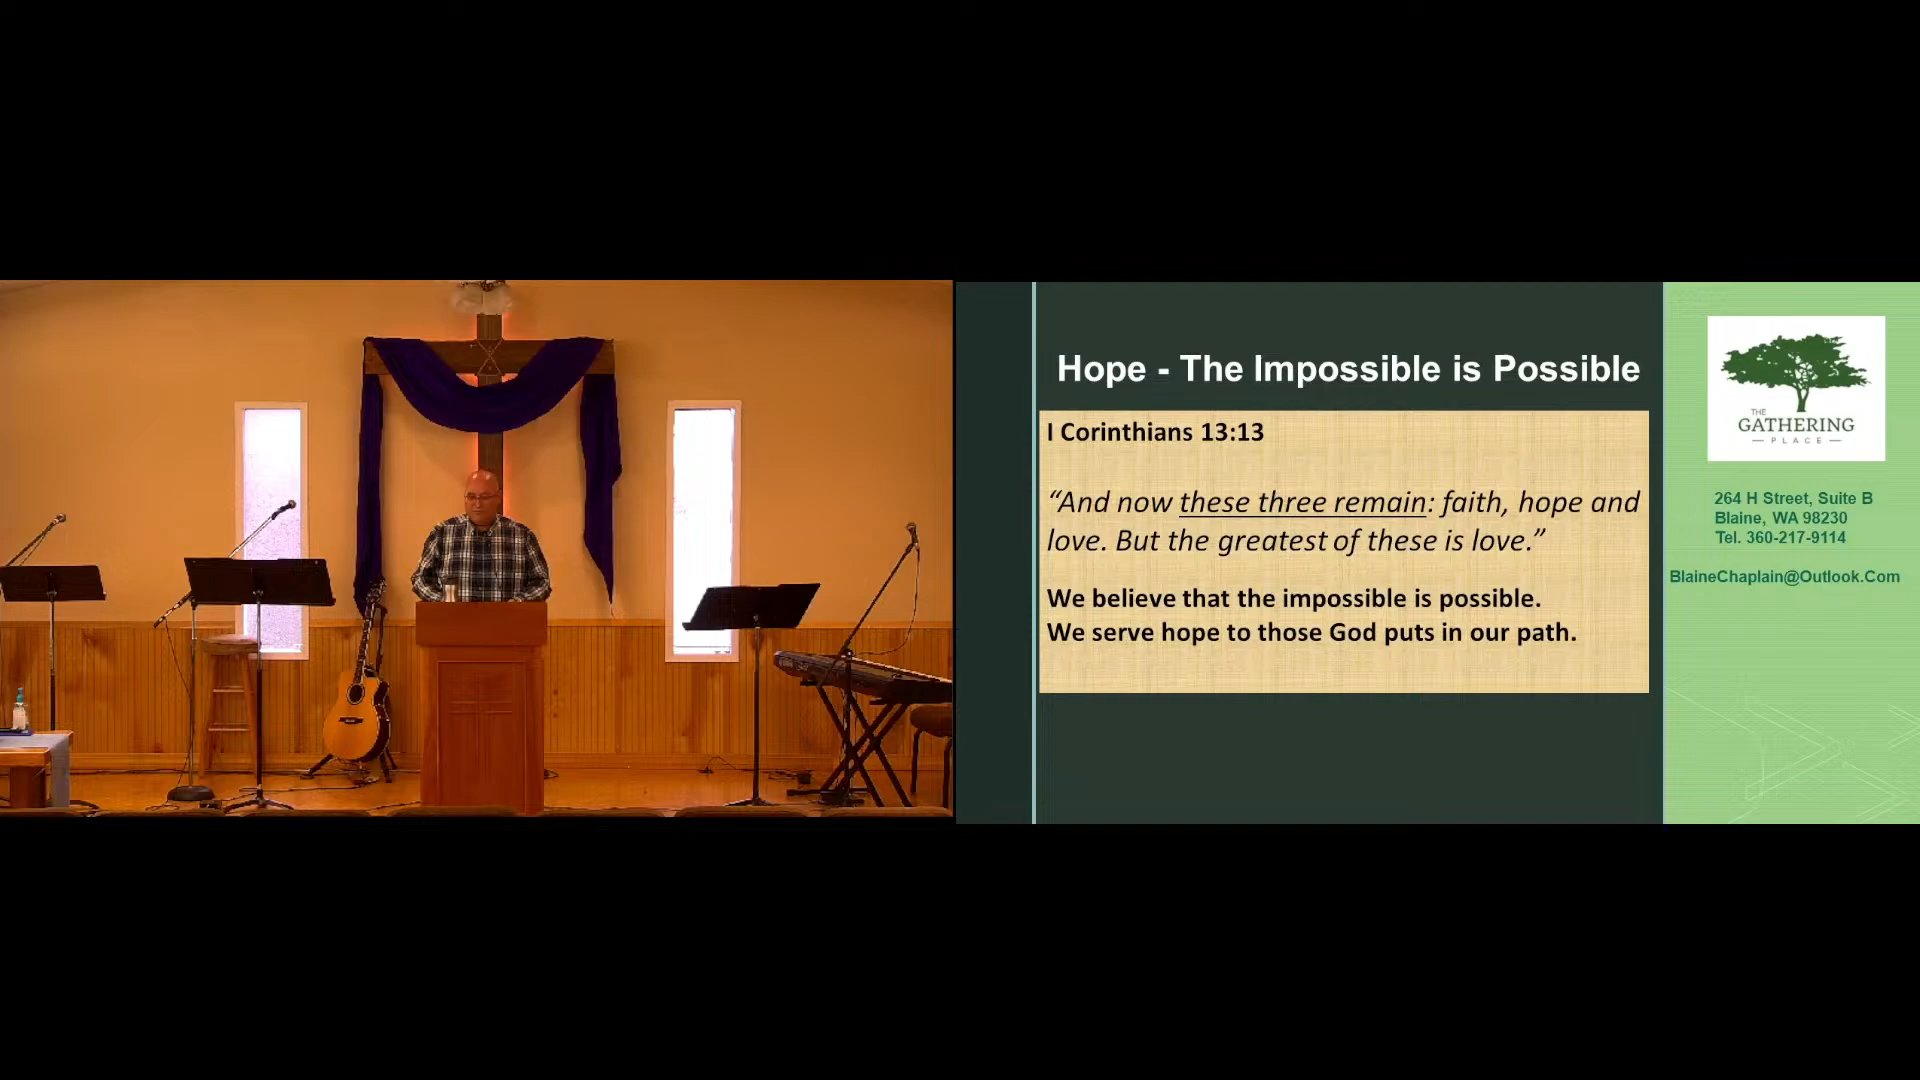 Hope - The Impossible is Possible
I Corinthians 13:13
“And now these three remain: faith, hope and
love. But the greatest of these is love.”
We believe that the impossible is possible.
We serve hope to those God puts in our path.
THE
GATHERING
— PLACE —
264 H Street, Suite B
Blaine, WA 98230
Tel. 360-217-9114
BlaineChaplain@Outlook.Com